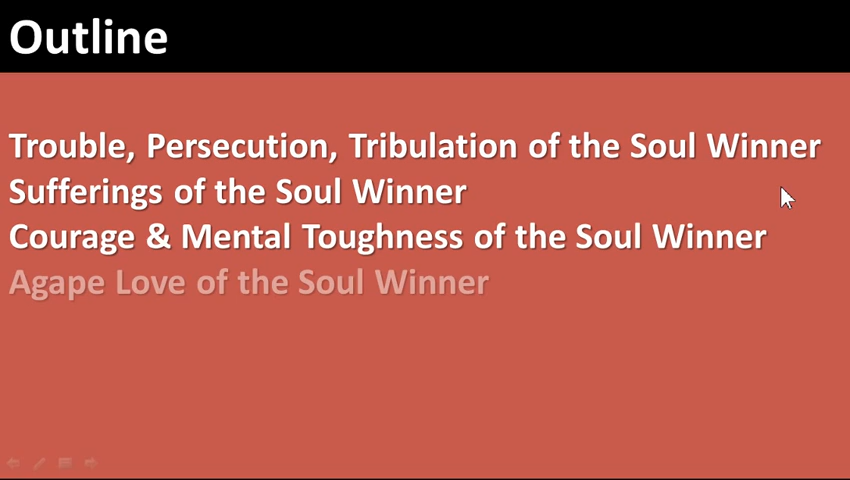 Outline
Trouble, Persecution, Tribulation of the Soul Winner
Sufferings of the Soul Winner
Courage & Mental Toughness of the Soul Winner
Agape Love of the Soul Winner